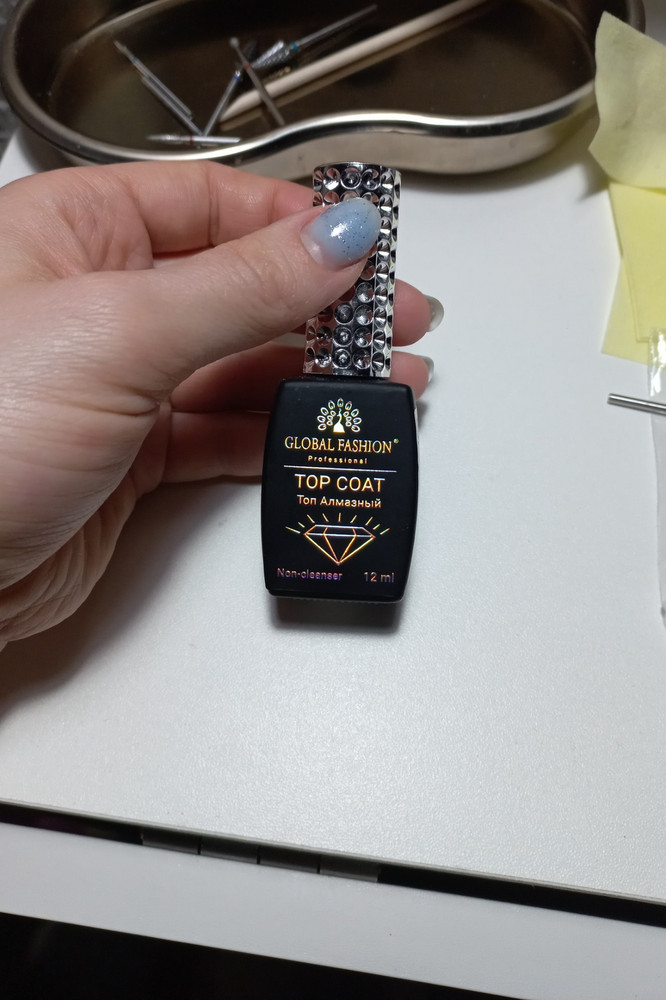 GLOBAL FASHION®
Professional
TOP COAT
Топ Алмазный
Non-cleanser 12 ml